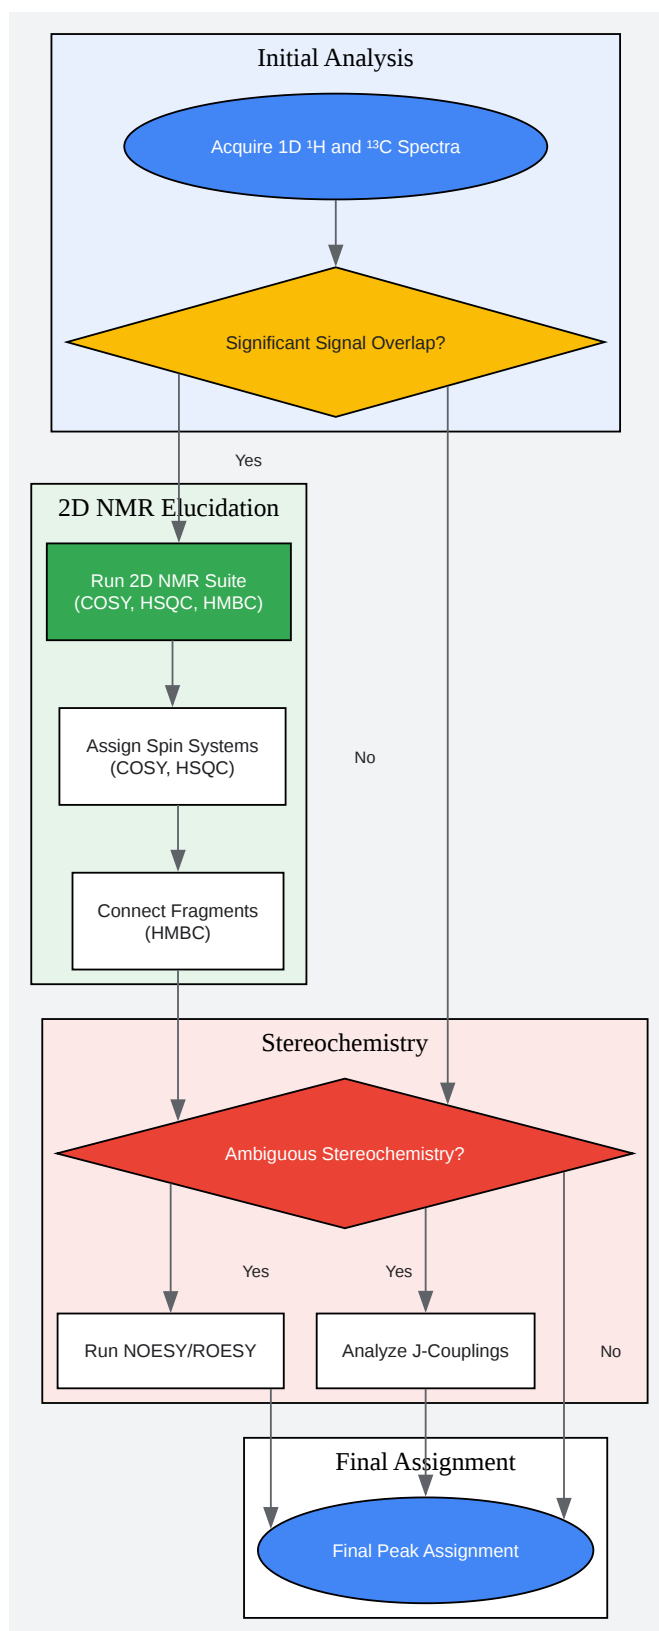 Initial Analysis
Acquire 1D ¹H and ¹³C Spectra
Significant Signal Overlap?
Yes
2D NMR Elucidation
Run 2D NMR Suite
(COSY, HSQC, HMBC)
Assign Spin Systems
(COSY, HSQC)
No
Connect Fragments
(HMBC)
Stereochemistry
Ambiguous Stereochemistry?
Yes
Yes
Run NOESY/ROESY
Analyze J-Couplings
No
Final Assignment
Final Peak Assignment